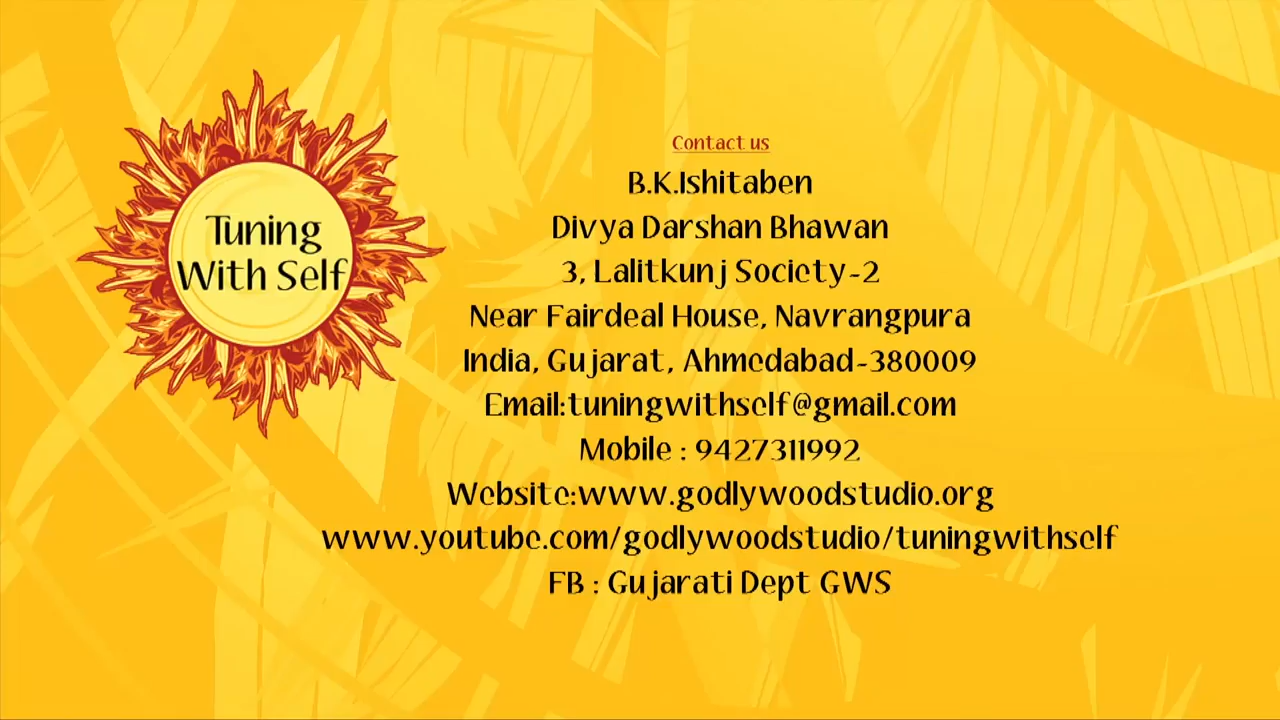 Tuning
With Self
Contact us
B.K.Ishitaben
Divya Darshan Bhawan
3, Lalitkunj Society-2
Near Fairdeal House, Navrangpura
India, Gujarat, Ahmedabad-380009
Email:tuningwithself@gmail.com
Mobile : 9427311992
Website:www.godlywoodstudio.org
www.youtube.com/godlywoodstudio/tuningwithself
FB : Gujarati Dept GWS